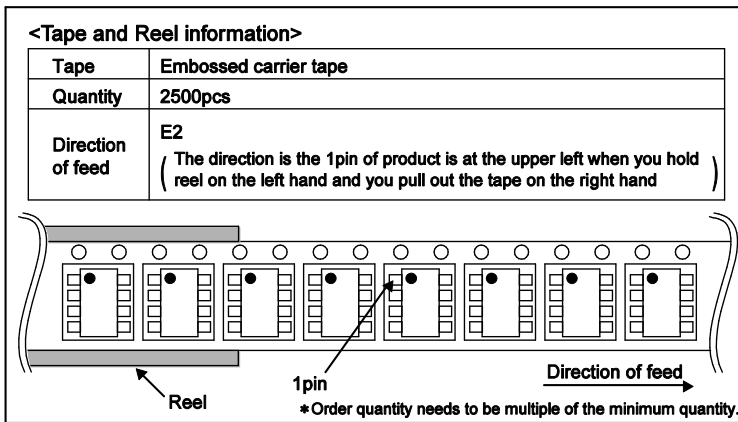 <Tape and Reel information>
Tape Embossed carrier tape
Quantity 2500pcs
Direction of feed E2
( The direction is the 1pin of product is at the upper left when you hold
reel on the left hand and you pull out the tape on the right hand )
1pin
Reel
Direction of feed
*Order quantity needs to be multiple of the minimum quantity.